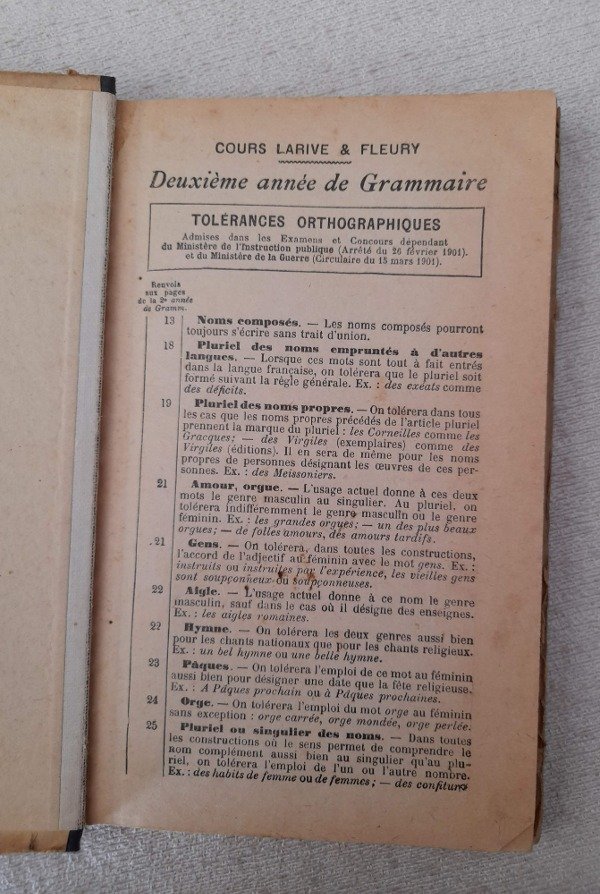 COURS LARIVE & FLEURY
Deuxième année de Grammaire
TOLÉRANCES ORTHOGRAPHIQUES
Admises dans les Examens et Concours dépendant
du Ministère de l'Instruction publique (Arrêté du 26 février 1901).
et du Ministère de la Guerre (Circulaire du 15 mars 1901).
Renvois
aux pages
de la 2e année
de Gramm.
13 Noms composés. — Les noms composés pourront
toujours s'écrire sans trait d'union.
18 Pluriel des noms empruntés à d'autres
langues. — Lorsque ces mots sont tout à fait entrés
dans la langue française, on tolérera que le pluriel soit
formé suivant la règle générale. Ex. : des exéats comme
des déficits.
19 Pluriel des noms propres. — On tolérera dans tous
les cas que les noms propres précédés de l'article pluriel
prennent la marque du pluriel : les Corneilles comme les
Gracques; — des Virgiles (exemplaires) comme des
Virgiles (éditions). Il en sera de même pour les noms
propres de personnes désignant les œuvres de ces per-
sonnes. Ex. : des Meissoniers.
21 Amour, orgue. — L'usage actuel donne à ces deux
mots le genre masculin au singulier. Au pluriel, on
tolérera indifféremment le genre masculin ou le genre
féminin. Ex. : les grandes orgues; — un des plus beaux
orgues; — de folles amours, des amours tardifs.
21 Gens. — On tolérera, dans toutes les constructions,
l'accord de l'adjectif au féminin avec le mot gens. Ex. :
instruits ou instruites par l'expérience, les vieilles gens
sont soupçonneux ou soupçonneuses.
22 Aigle. — L'usage actuel donne à ce nom le genre
masculin, sauf dans le cas où il désigne des enseignes.
Ex. : les aigles romaines.
22 Hymne. — On tolérera les deux genres aussi bien
pour les chants nationaux que pour les chants religieux.
Ex. : un bel hymne ou une belle hymne.
23 Pâques. — On tolérera l'emploi de ce mot au féminin
aussi bien pour désigner une date que la fête religieuse.
Ex. : A Pâques prochain ou à Pâques prochaines.
24 Orge. — On tolérera l'emploi du mot orge au féminin
sans exception : orge carrée, orge mondée, orge perlée.
25 Pluriel ou singulier des noms. — Dans toutes
les constructions où le sens permet de comprendre le
nom complément aussi bien au singulier qu'au plu-
riel, on tolérera l'emploi de l'un ou l'autre nombre.
Ex. : des habits de femme ou de femmes; — des confitures